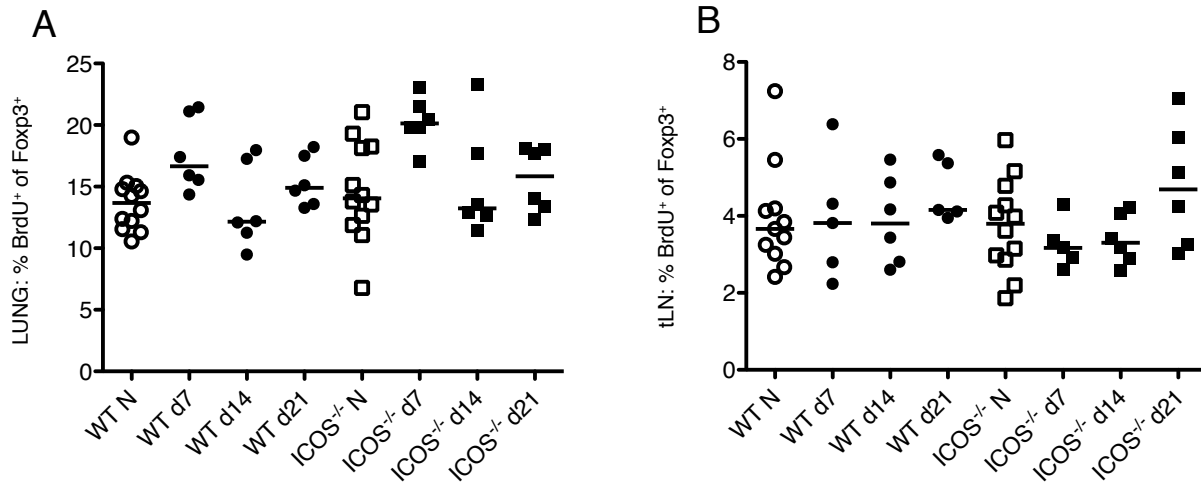 A
LUNG: % BrdU⁺ of Foxp3⁺
25
20
15
10
5
0
WT N
WT d7
WT d14
WT d21
ICOS⁻/⁻ N
ICOS⁻/⁻ d7
ICOS⁻/⁻ d14
ICOS⁻/⁻ d21
B
tLN: % BrdU⁺ of Foxp3⁺
8
6
4
2
0
WT N
WT d7
WT d14
WT d21
ICOS⁻/⁻ N
ICOS⁻/⁻ d7
ICOS⁻/⁻ d14
ICOS⁻/⁻ d21